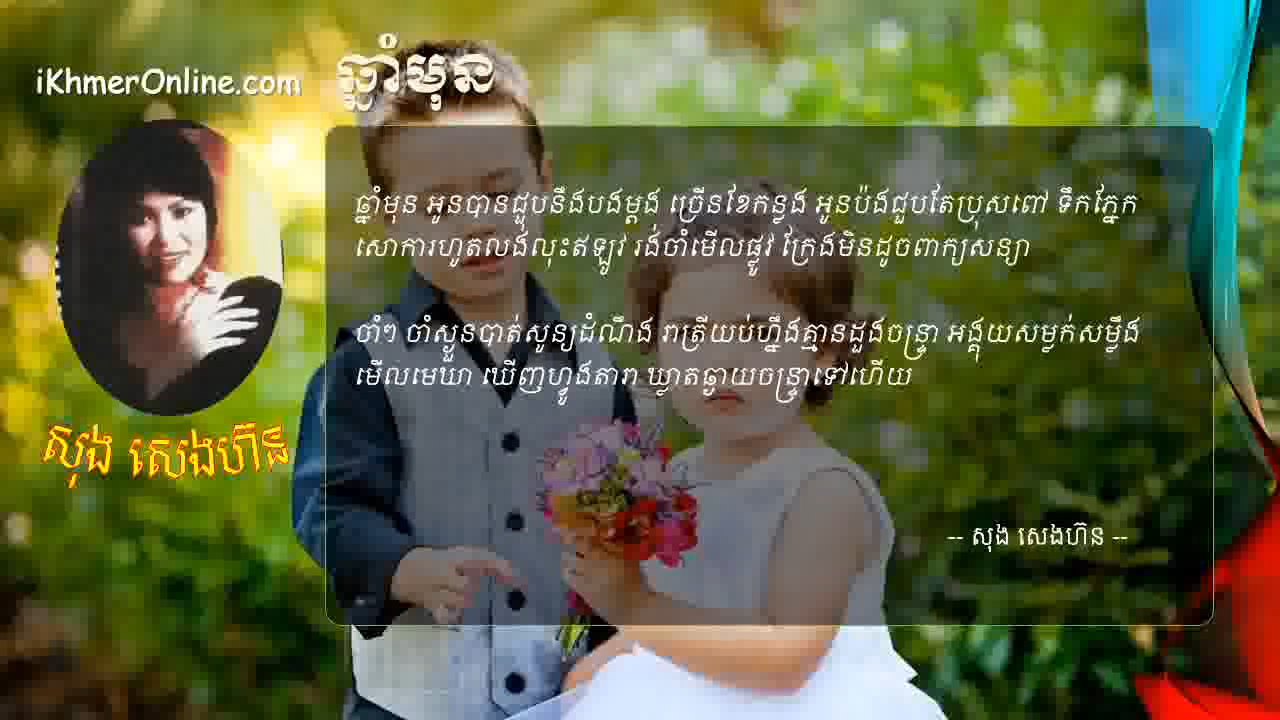 iKhmerOnline.com
ឆ្នាំមុន
ឆ្នាំមុន អូនបានជួបនឹងបងម្ដង ច្រើនខែកន្លង អូនប៉ងជួបតែប្រុសពៅ ទឹកភ្នែក
សោការហូតលង់លុះឥឡូវ រង់ចាំមើលផ្លូវ ក្រែងមិនដូចពាក្យសន្យា
ចាំៗ ចាំស្ងួនបាត់សូន្យដំណឹង រាត្រីយប់ហ្នឹងគ្មានដួងចន្ទ្រា អង្គុយសម្លក់សម្លឹង
មើលមេឃា ឃើញហ្វូងតារា ឃ្លាតឆ្ងាយចន្ទ្រាទៅហើយ
សុង សេងហ៊ន
-- សុង សេងហ៊ន --